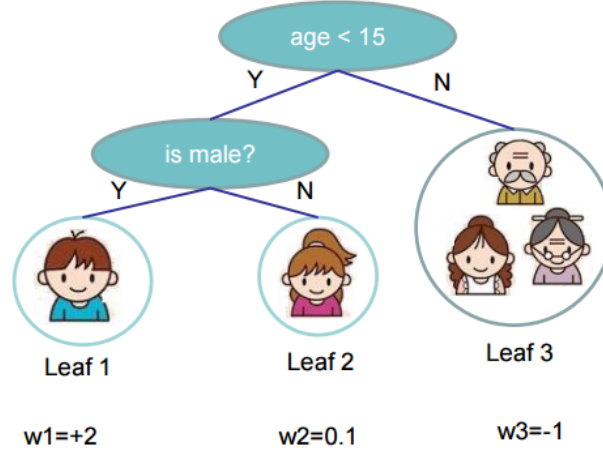 age < 15
Y
N
is male?
Y
N
Leaf 1
Leaf 2
Leaf 3
w1=+2
w2=0.1
w3=-1